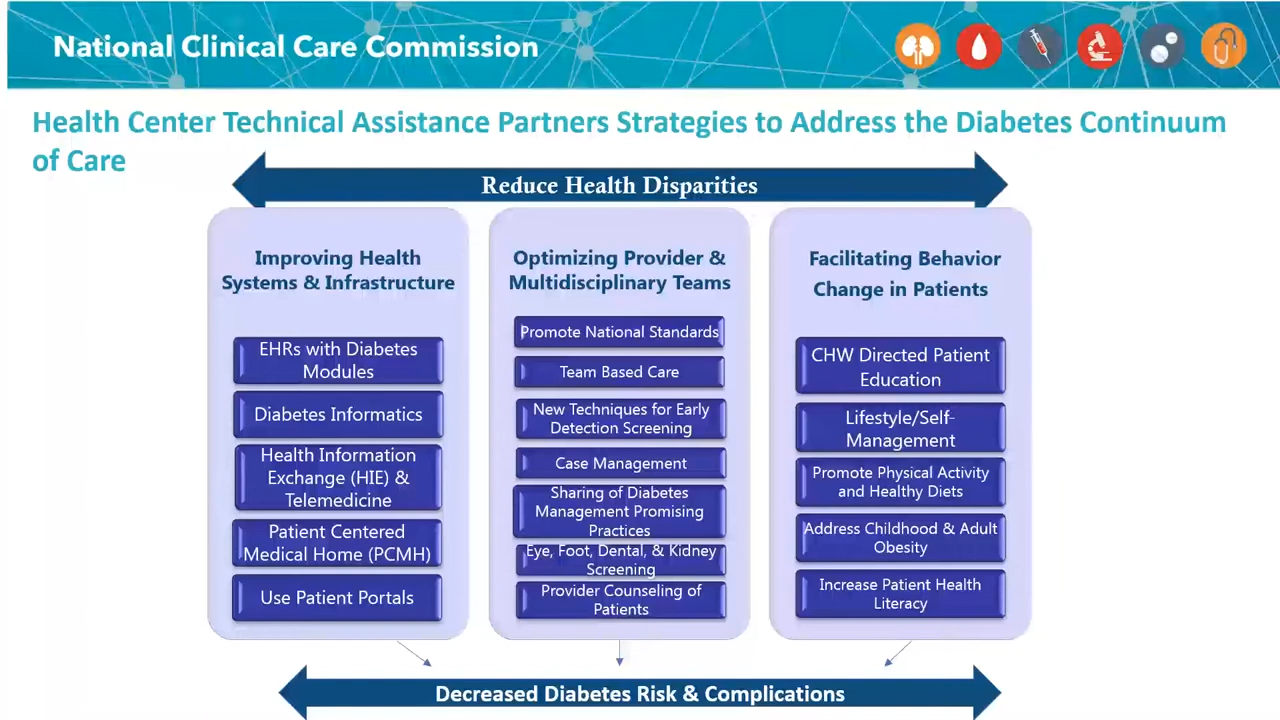 National Clinical Care Commission
Health Center Technical Assistance Partners Strategies to Address the Diabetes Continuum
of Care
Reduce Health Disparities
Improving Health
Systems & Infrastructure
EHRs with Diabetes
Modules
Diabetes Informatics
Health Information
Exchange (HIE) &
Telemedicine
Patient Centered
Medical Home (PCMH)
Use Patient Portals
Optimizing Provider &
Multidisciplinary Teams
Promote National Standards
Team Based Care
New Techniques for Early
Detection Screening
Case Management
Sharing of Diabetes
Management Promising
Practices
Eye, Foot, Dental, & Kidney
Screening
Provider Counseling of
Patients
Facilitating Behavior
Change in Patients
CHW Directed Patient
Education
Lifestyle/Self-
Management
Promote Physical Activity
and Healthy Diets
Address Childhood & Adult
Obesity
Increase Patient Health
Literacy
Decreased Diabetes Risk & Complications